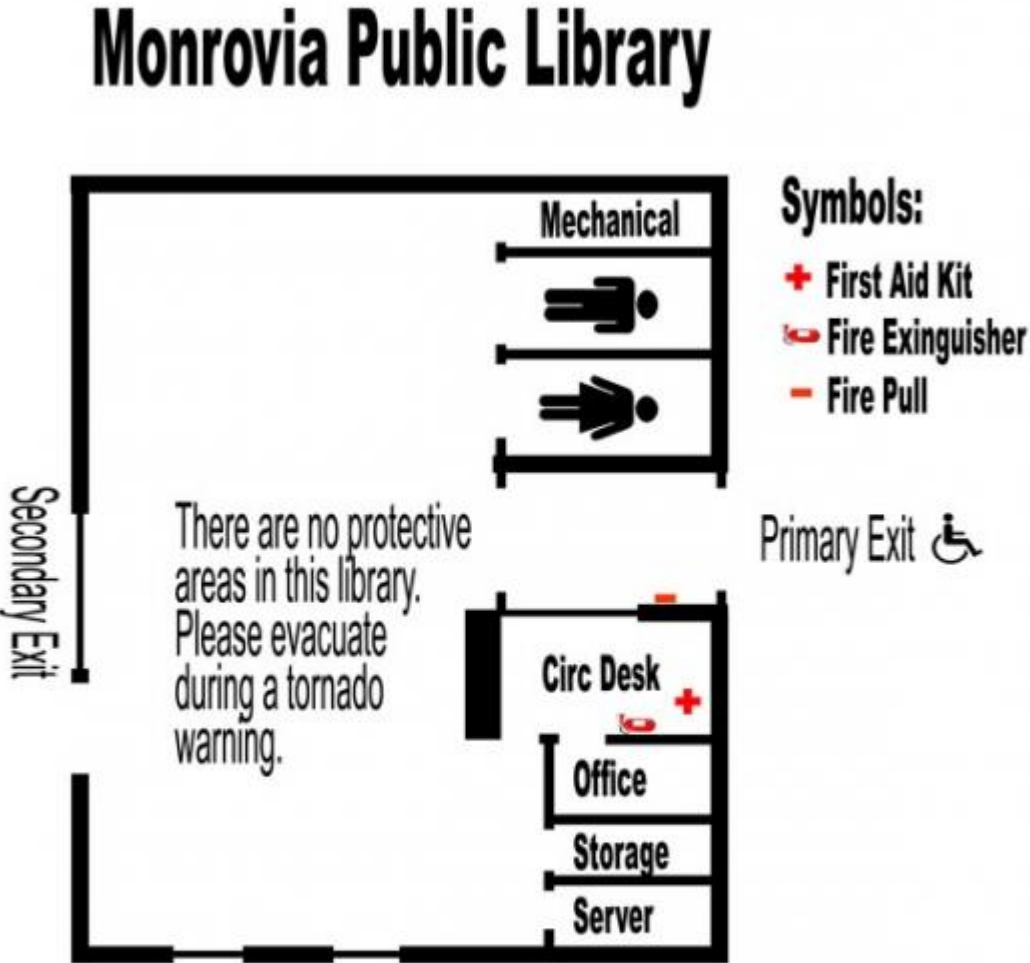 Monrovia Public Library
Mechanical
Symbols:
First Aid Kit
Fire Exinguisher
Fire Pull
Secondary Exit
There are no protective
areas in this library.
Please evacuate
during a tornado
warning.
Primary Exit
Circ Desk
Office
Storage
Server